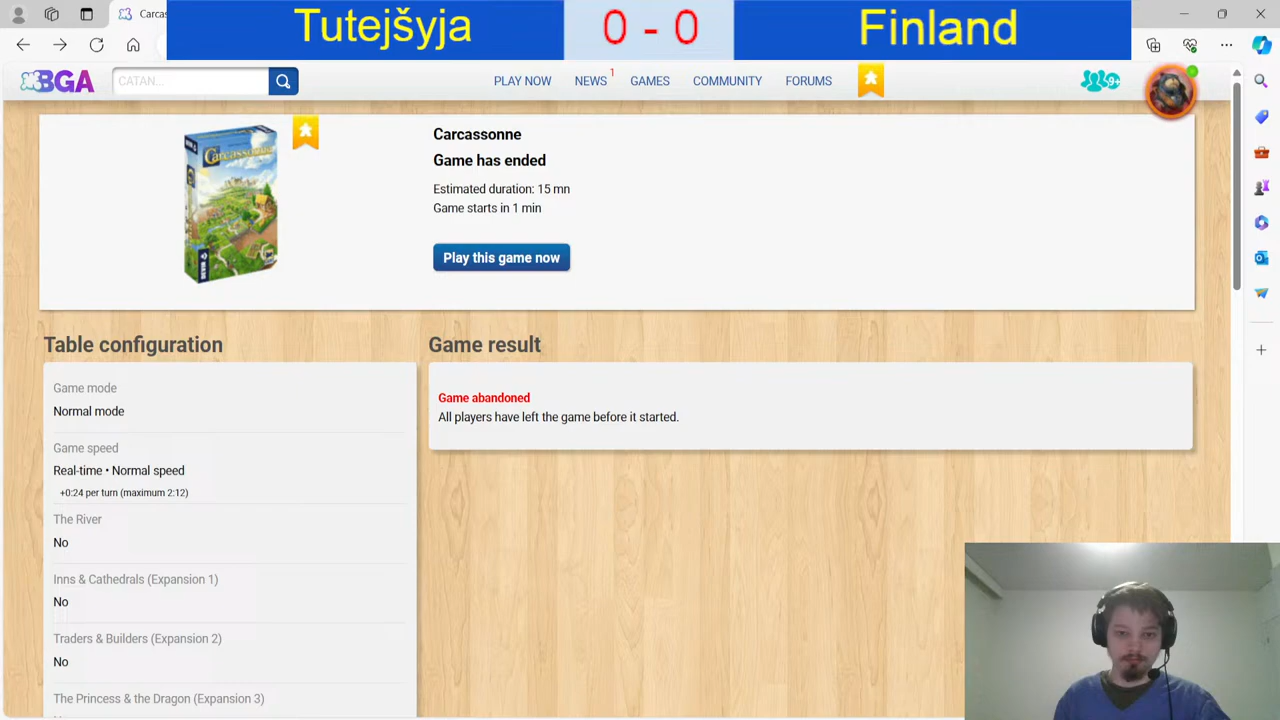 Carcas
Tutejšyja
0 - 0
Finland
BGA
CATAN...
PLAY NOW
NEWS
1
GAMES
COMMUNITY
FORUMS
9+
Carcassonne
Carcassonne
Game has ended
Estimated duration: 15 mn
Game starts in 1 min
Play this game now
Table configuration
Game result
Game mode
Normal mode
Game abandoned
All players have left the game before it started.
Game speed
Real-time • Normal speed
+0:24 per turn (maximum 2:12)
The River
No
Inns & Cathedrals (Expansion 1)
No
Traders & Builders (Expansion 2)
No
The Princess & the Dragon (Expansion 3)